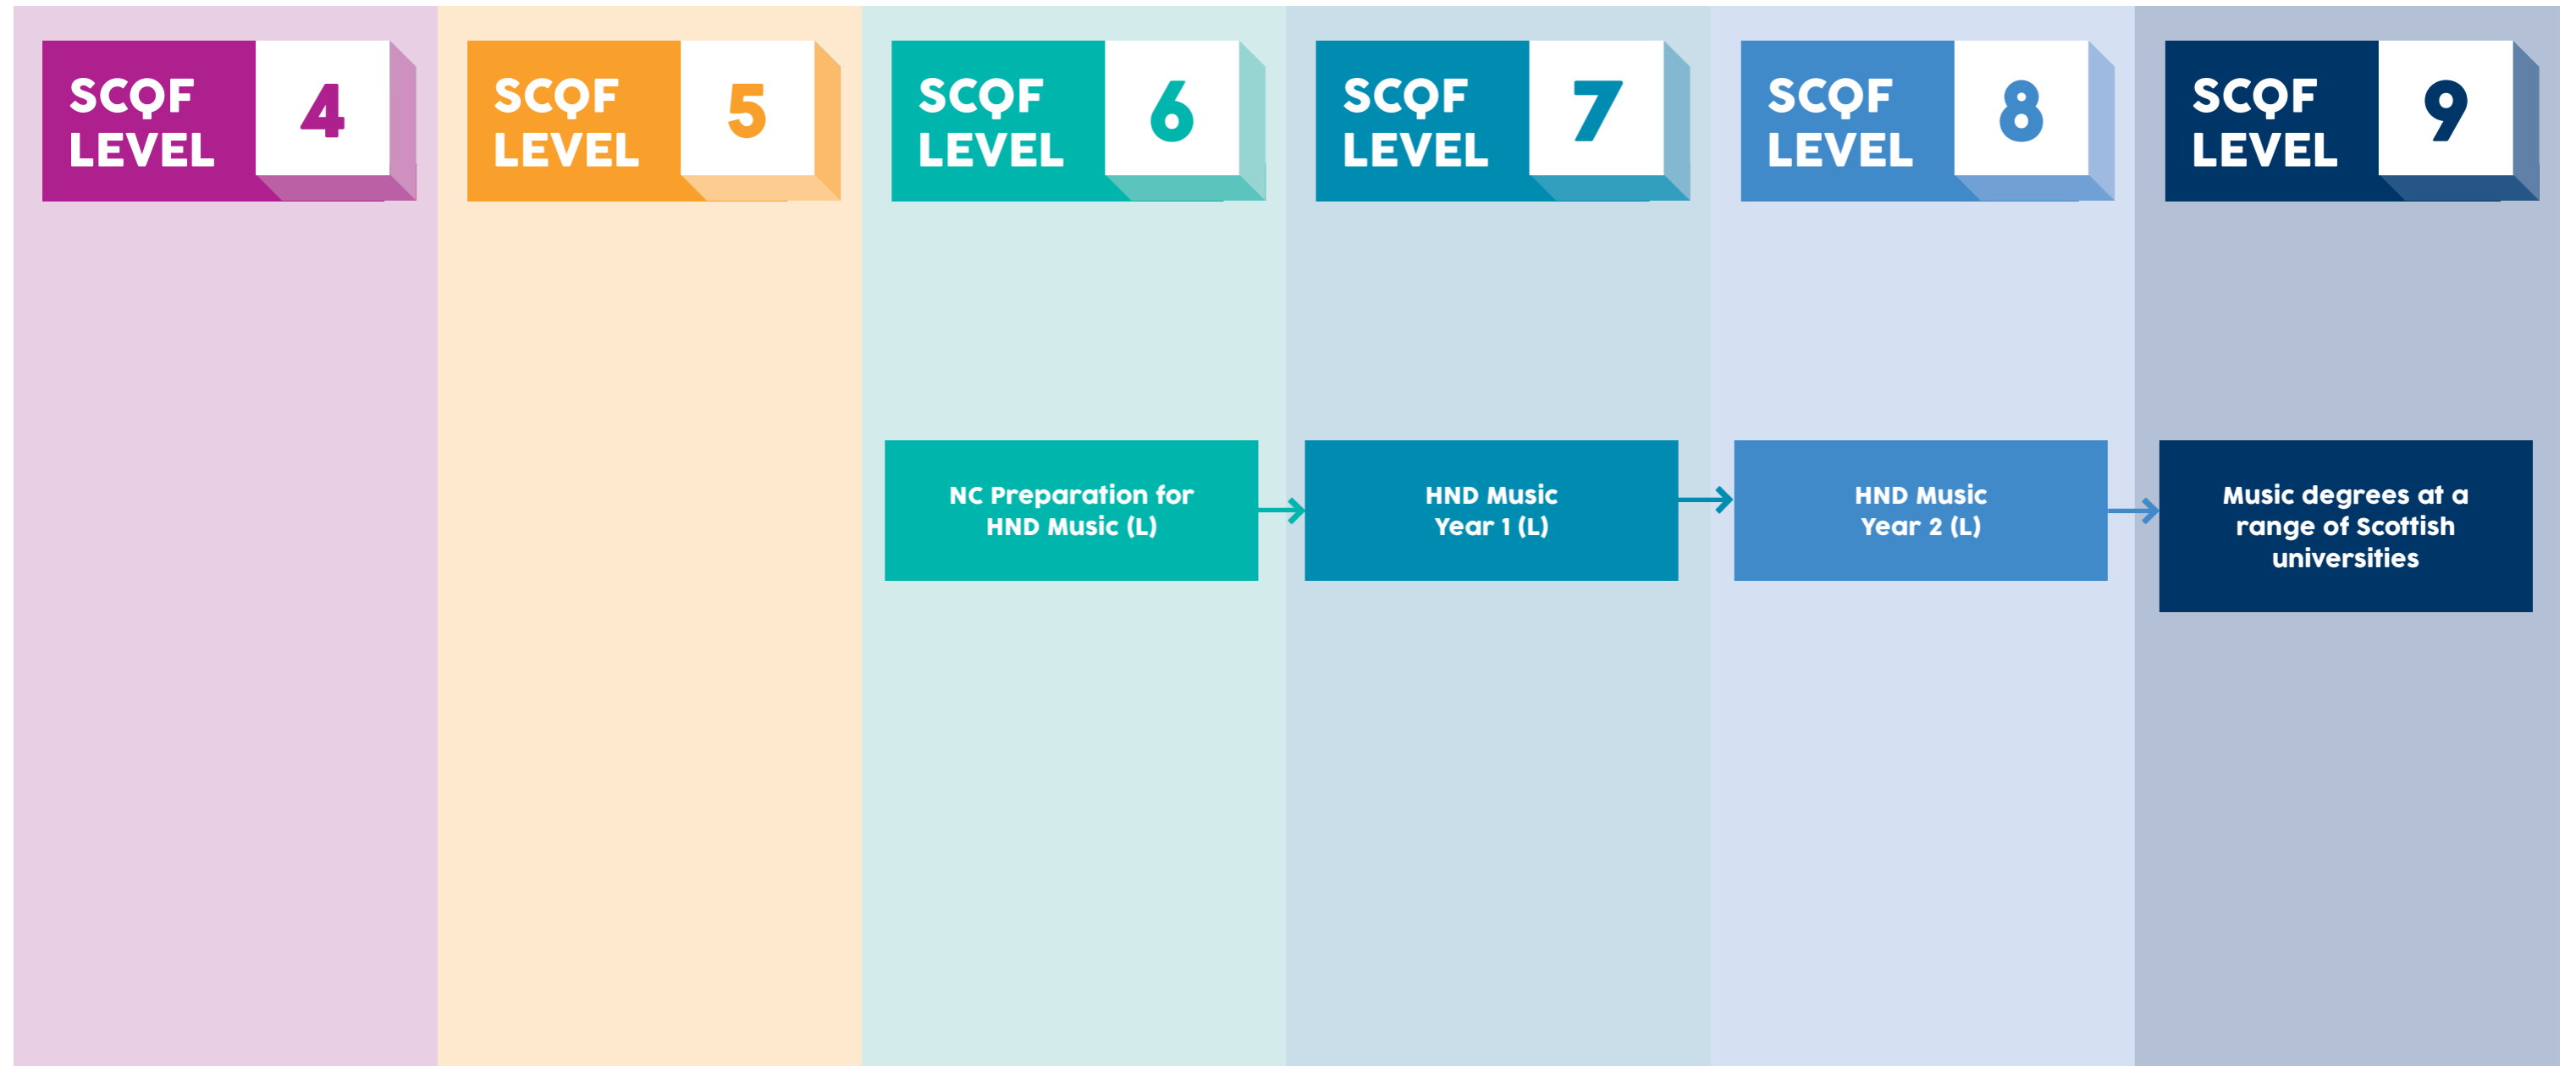 SCQF
LEVEL
4
SCQF
LEVEL
5
SCQF
LEVEL
6
SCQF
LEVEL
7
SCQF
LEVEL
8
SCQF
LEVEL
9
NC Preparation for
HND Music (L)
HND Music
Year 1 (L)
HND Music
Year 2 (L)
Music degrees at a
range of Scottish
universities